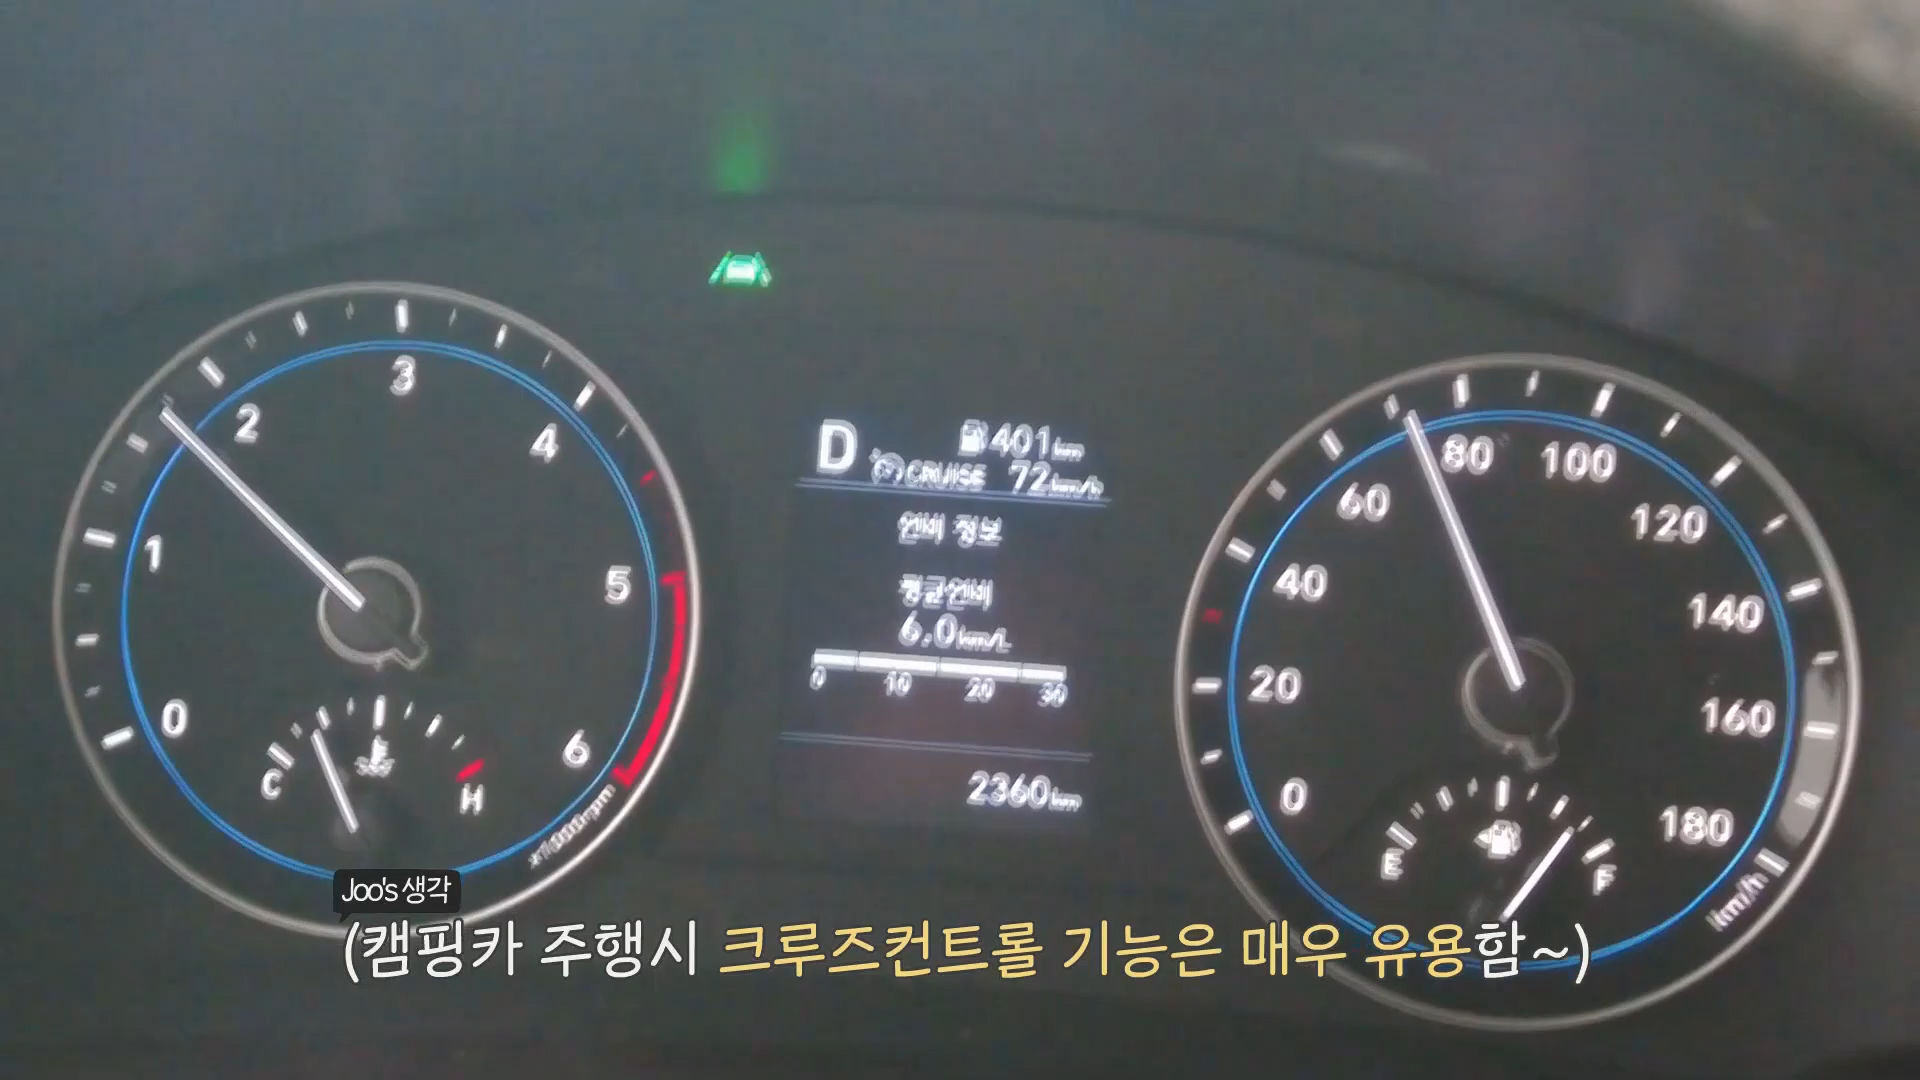 0
1
2
3
4
5
6
x1000rpm
C
H
D
401km
CRUISE 72km/h
연비 정보
평균연비
6.0km/L
0 10 20 30
2360km
0
20
40
60
80
100
120
140
160
180
km/h
E
F
Joo's 생각
(캠핑카 주행시 크루즈컨트롤 기능은 매우 유용함~)